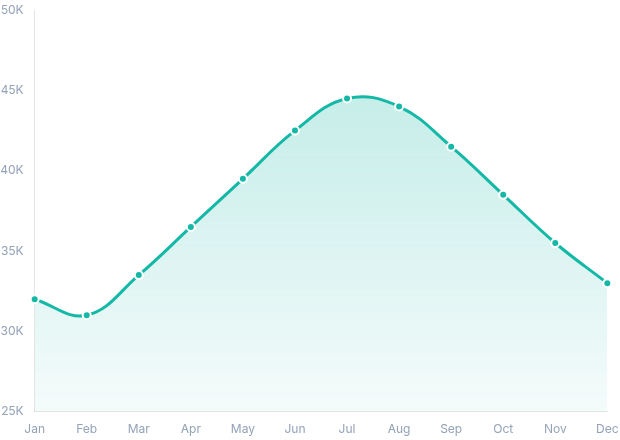 50K
45K
40K
35K
30K
25K
Jan Feb Mar Apr May Jun Jul Aug Sep Oct Nov Dec